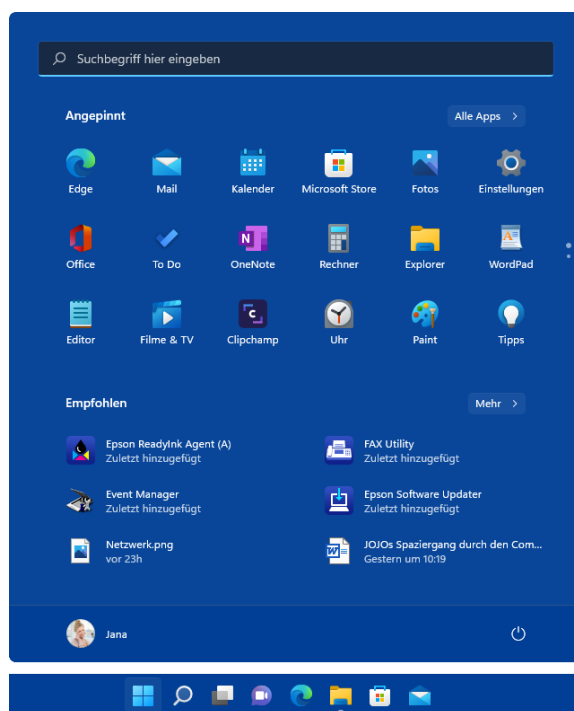 Suchbegriff hier eingeben
Angepinnt
Alle Apps >
Edge
Mail
Kalender
Microsoft Store
Fotos
Einstellungen
Office
To Do
OneNote
Rechner
Explorer
WordPad
Editor
Filme & TV
Clipchamp
Uhr
Paint
Tipps
Empfohlen
Mehr >
Epson ReadyInk Agent (A)
Zuletzt hinzugefügt
FAX Utility
Zuletzt hinzugefügt
Event Manager
Zuletzt hinzugefügt
Epson Software Updater
Zuletzt hinzugefügt
Netzwerk.png
vor 23h
JOJOs Spaziergang durch den Com...
Gestern um 10:19
Jana